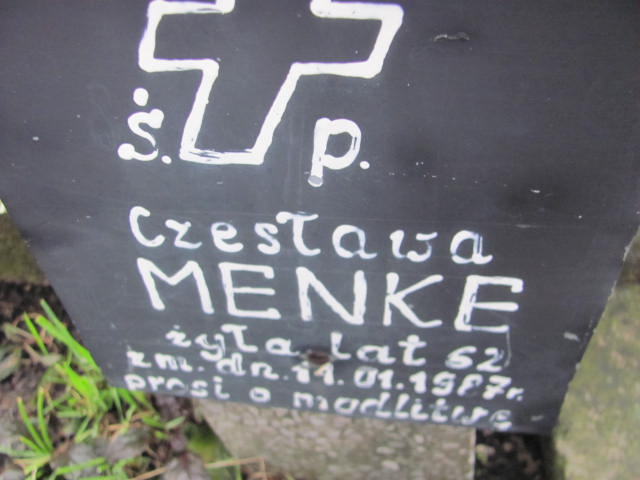 ś. p.
Czesława
MENKE
żyła lat 62
zm. dn. 11.01.1987r.
prosi o modlitwę